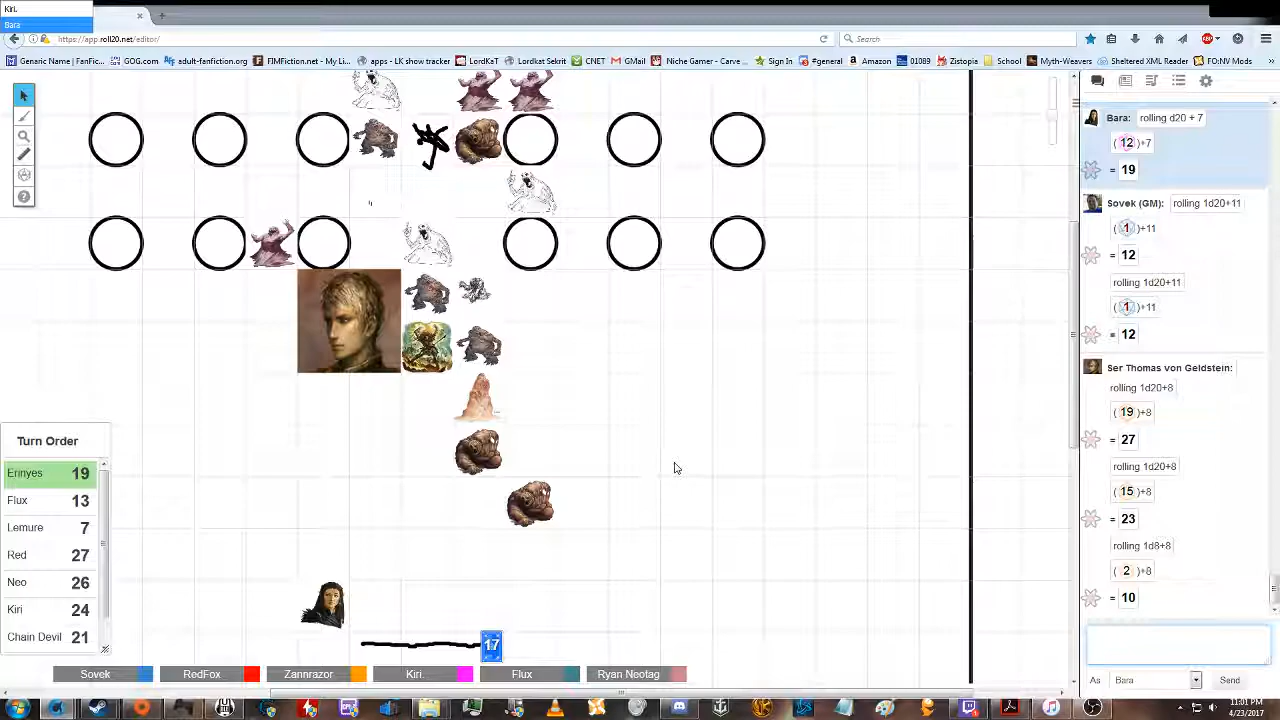 Kiri.
Bara
https://app.roll20.net/editor/
Search
Generic Name | FanFic...
GOG.com
adult-fanfiction.org
FIMFiction.net - My Li...
LordKaT
apps • LK show tracker
Lordkat Sekrit
CNET
GMail
Niche Gamer - Carve ...
Sign In
#general
Amazon
01089
Zistopia
School
Myth-Weavers
Sheltered XML Reader
FO:NV Mods
Bara: rolling d20 + 7
(12)+7
= 19
Sovek (GM): rolling 1d20+11
(1)+11
= 12
rolling 1d20+11
(1)+11
= 12
Ser Thomas von Geldstein:
rolling 1d20+8
(19)+8
= 27
rolling 1d20+8
(15)+8
= 23
rolling 1d8+8
(2)+8
= 10
Turn Order
Erinyes 19
Flux 13
Lemure 7
Red 27
Neo 26
Kiri 24
Chain Devil 21
17
Sovek
RedFox
Zannrazor
Kiri.
Flux
Ryan Neotag
As Bara Send
11:01 PM
4/23/2017